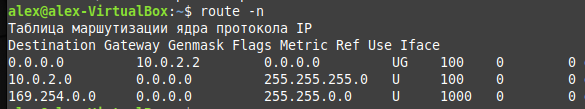 alex@alex-VirtualBox:~$ route -n
Таблица маршутизации ядра протокола IP
Destination Gateway Genmask Flags Metric Ref Use Iface
0.0.0.0 10.0.2.2 0.0.0.0 UG 100 0 0
10.0.2.0 0.0.0.0 255.255.255.0 U 100 0 0
169.254.0.0 0.0.0.0 255.255.0.0 U 1000 0 0